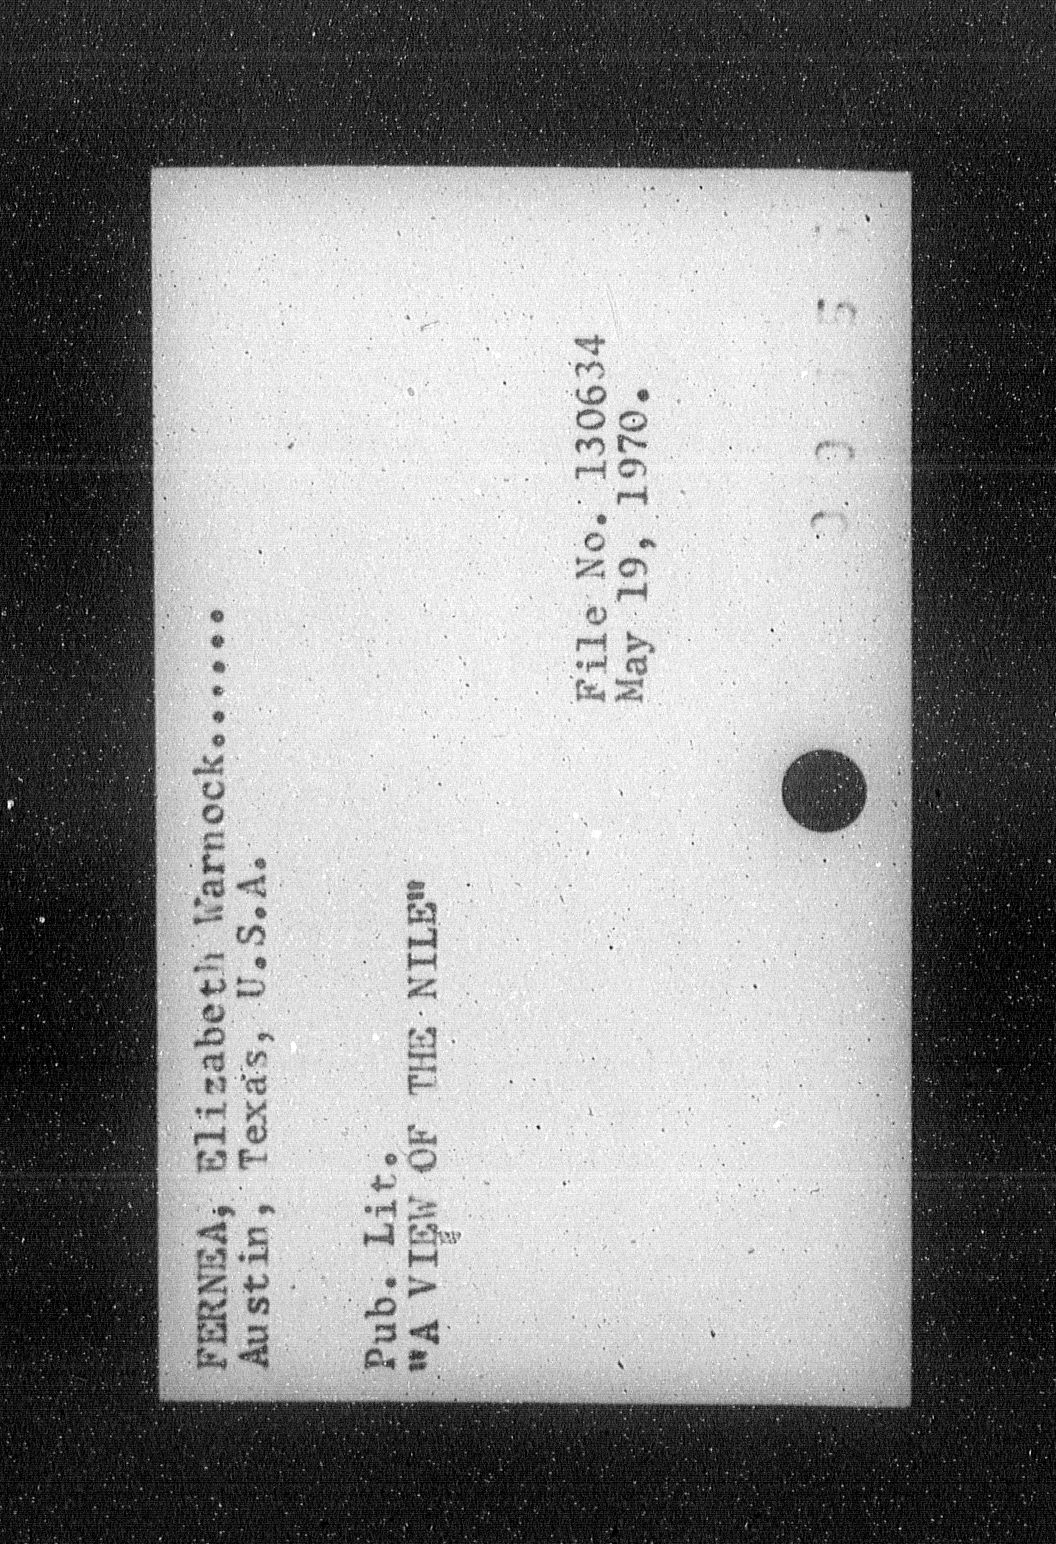 FERNEA, Elizabeth Warnock......
Austin, Texas, U.S.A.
Pub. Lit.
"A VIEW OF THE NILE"
File No. 130634
May 19, 1970.